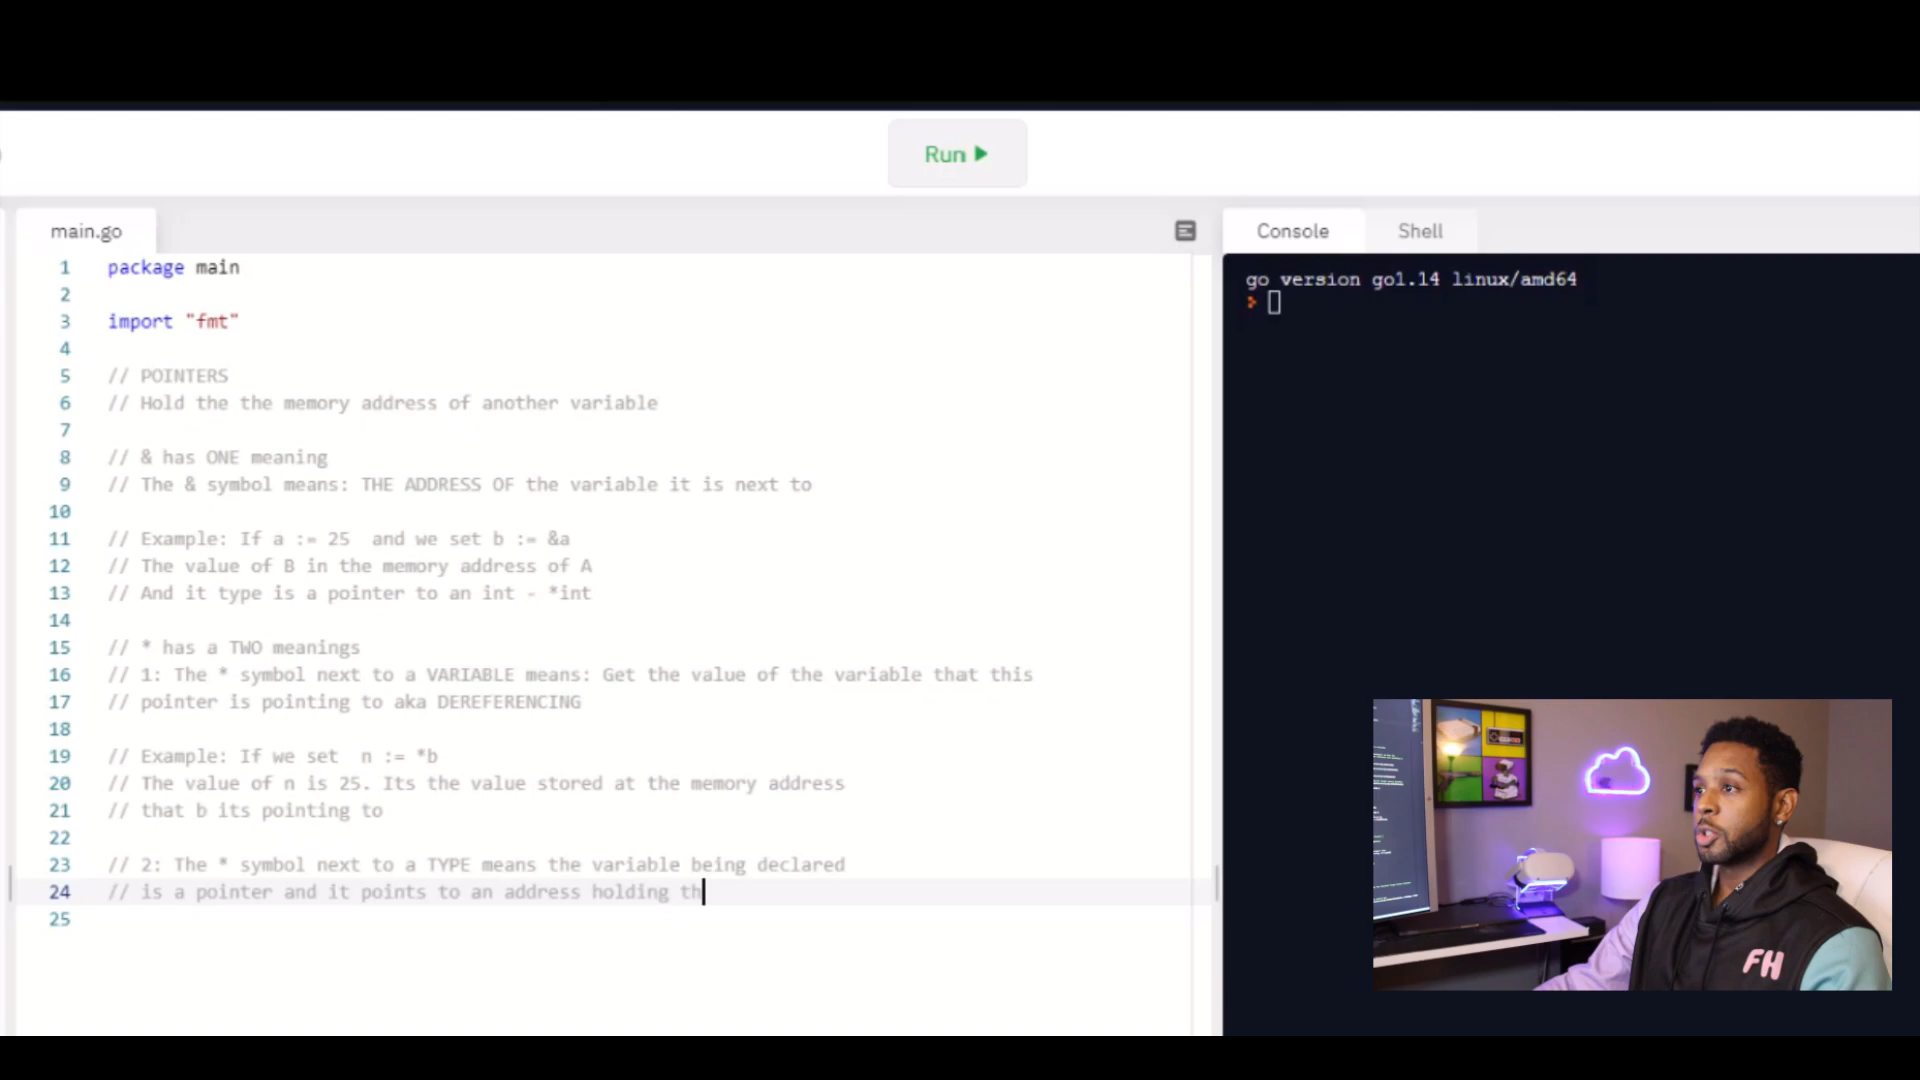 Run
main.go
Console
Shell
1 package main
2
3 import "fmt"
4
5 // POINTERS
6 // Hold the the memory address of another variable
7
8 // & has ONE meaning
9 // The & symbol means: THE ADDRESS OF the variable it is next to
10
11 // Example: If a := 25  and we set b := &a
12 // The value of B in the memory address of A
13 // And it type is a pointer to an int - *int
14
15 // * has a TWO meanings
16 // 1: The * symbol next to a VARIABLE means: Get the value of the variable that this
17 // pointer is pointing to aka DEREFERENCING
18
19 // Example: If we set  n := *b
20 // The value of n is 25. Its the value stored at the memory address
21 // that b its pointing to
22
23 // 2: The * symbol next to a TYPE means the variable being declared
24 // is a pointer and it points to an address holding th
25
go version go1.14 linux/amd64
FH